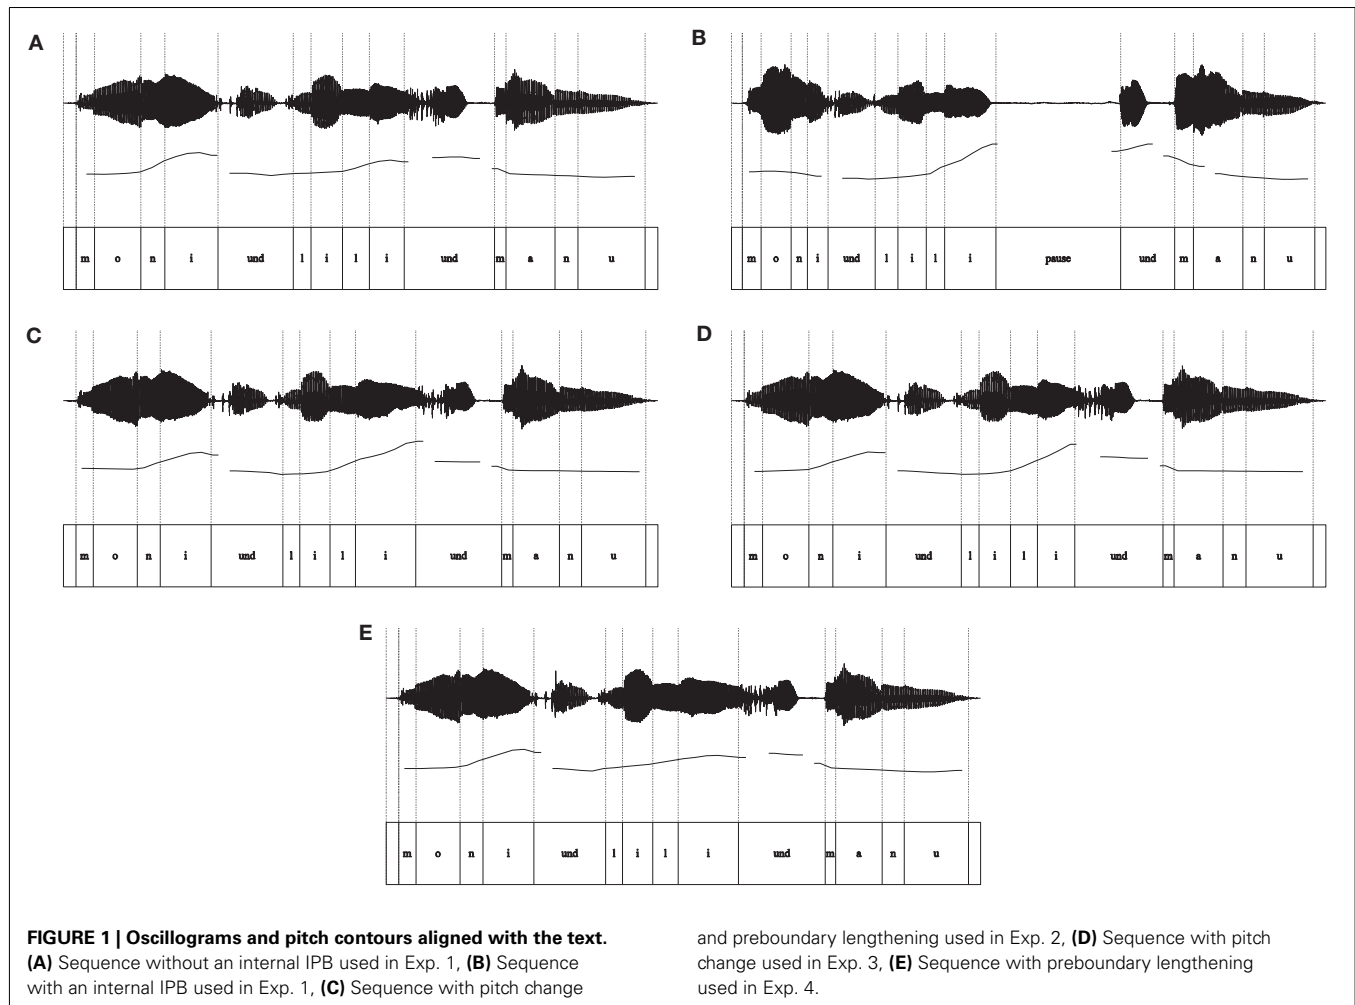 A
m o n i und l i l i und m a n u
B
m o n i und l i l i pause und m a n u
C
m o n i und l i l i und m a n u
D
m o n i und l i l i und m a n u
E
m o n i und l i l i und m a n u
FIGURE 1 | Oscillograms and pitch contours aligned with the text.
(A) Sequence without an internal IPB used in Exp. 1, (B) Sequence
with an internal IPB used in Exp. 1, (C) Sequence with pitch change
and preboundary lengthening used in Exp. 2, (D) Sequence with pitch
change used in Exp. 3, (E) Sequence with preboundary lengthening
used in Exp. 4.